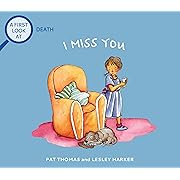 A FIRST
LOOK
AT...
DEATH
I MISS YOU
PAT THOMAS and LESLEY HARKER